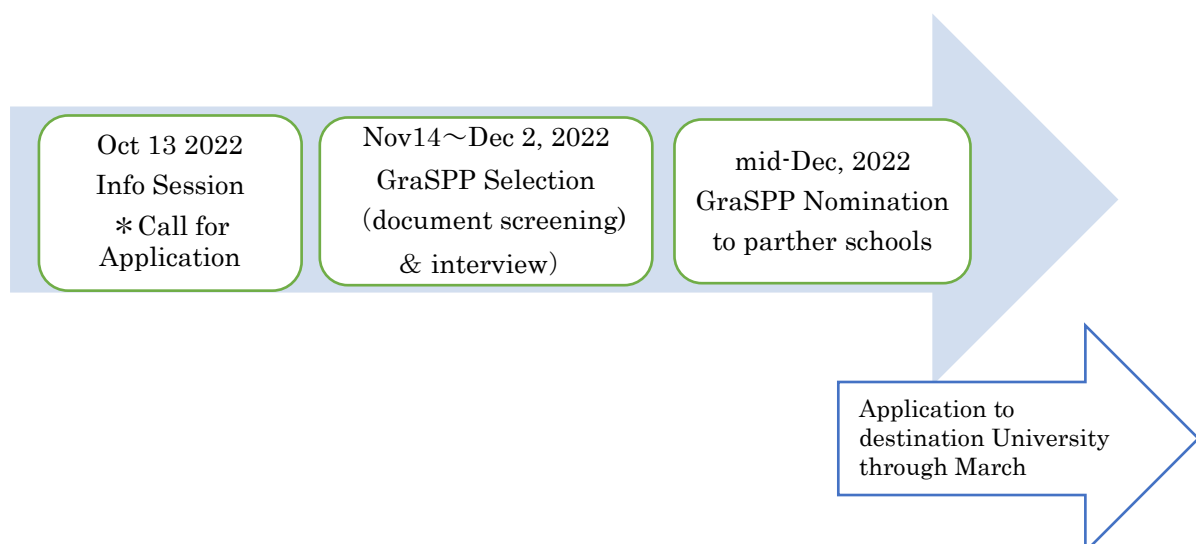 Oct 13 2022
Info Session
＊Call for
Application
Nov14～Dec 2, 2022
GraSPP Selection
（document screening)
＆ interview）
mid-Dec, 2022
GraSPP Nomination
to parther schools
Application to
destination University
through March